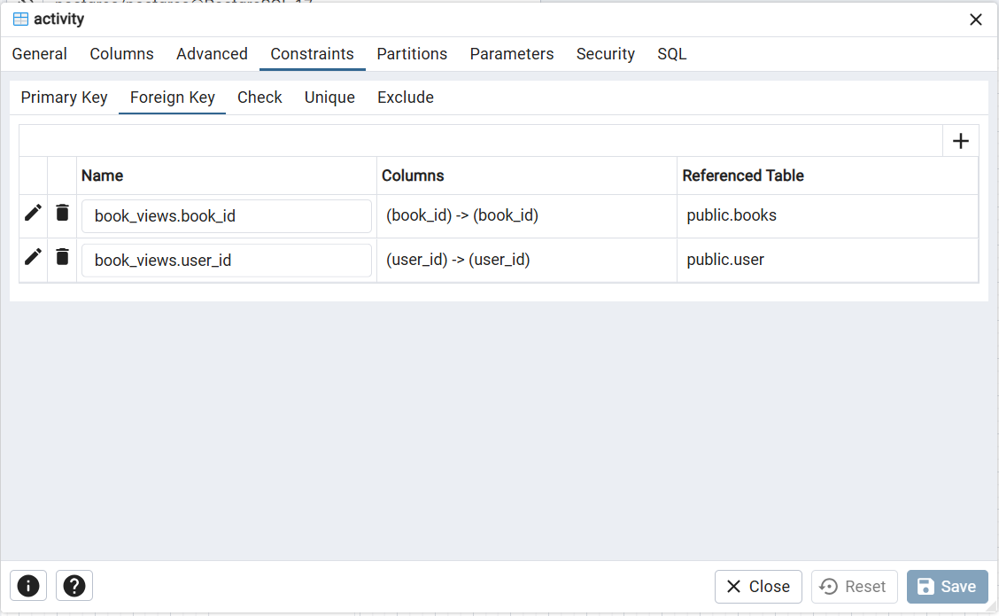 activity
General Columns Advanced Constraints Partitions Parameters Security SQL
Primary Key Foreign Key Check Unique Exclude
Name Columns Referenced Table
book_views.book_id (book_id) -> (book_id) public.books
book_views.user_id (user_id) -> (user_id) public.user
Close Reset Save